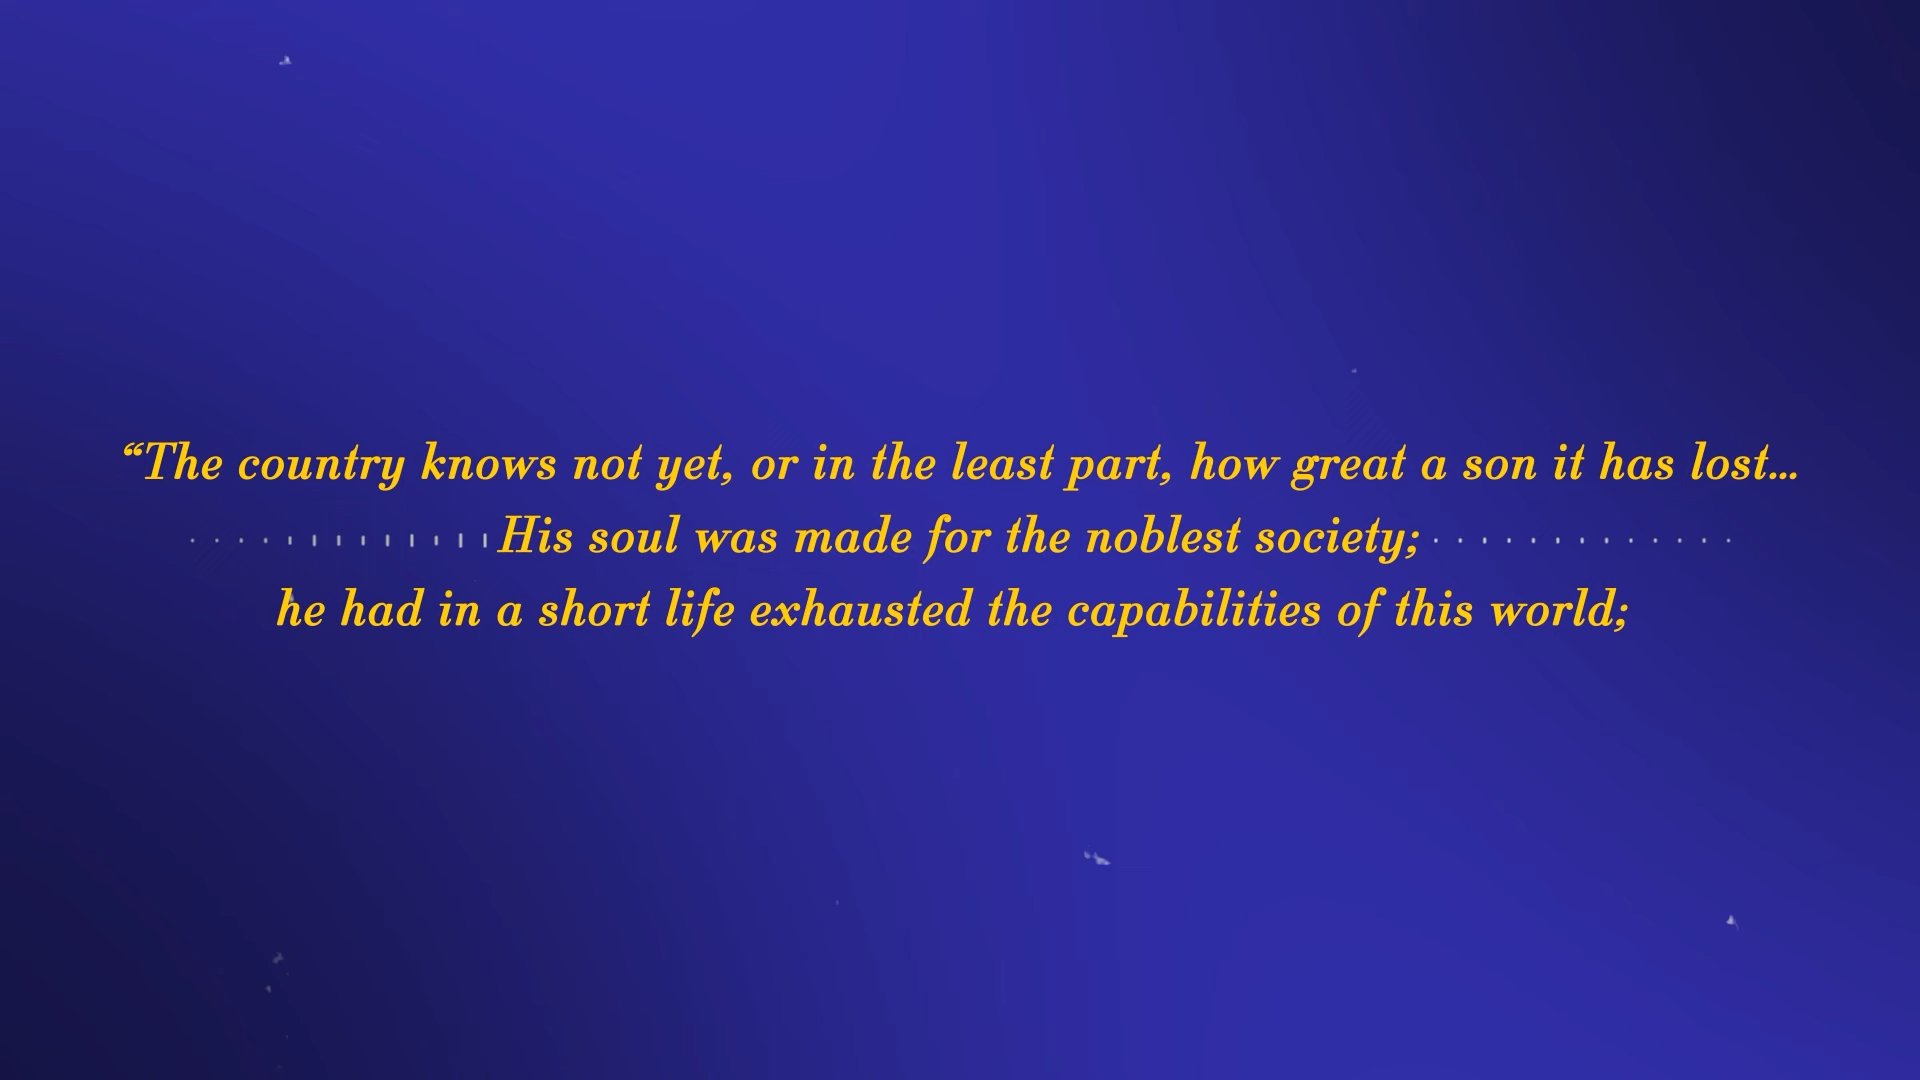 “The country knows not yet, or in the least part, how great a son it has lost...
His soul was made for the noblest society;
he had in a short life exhausted the capabilities of this world;